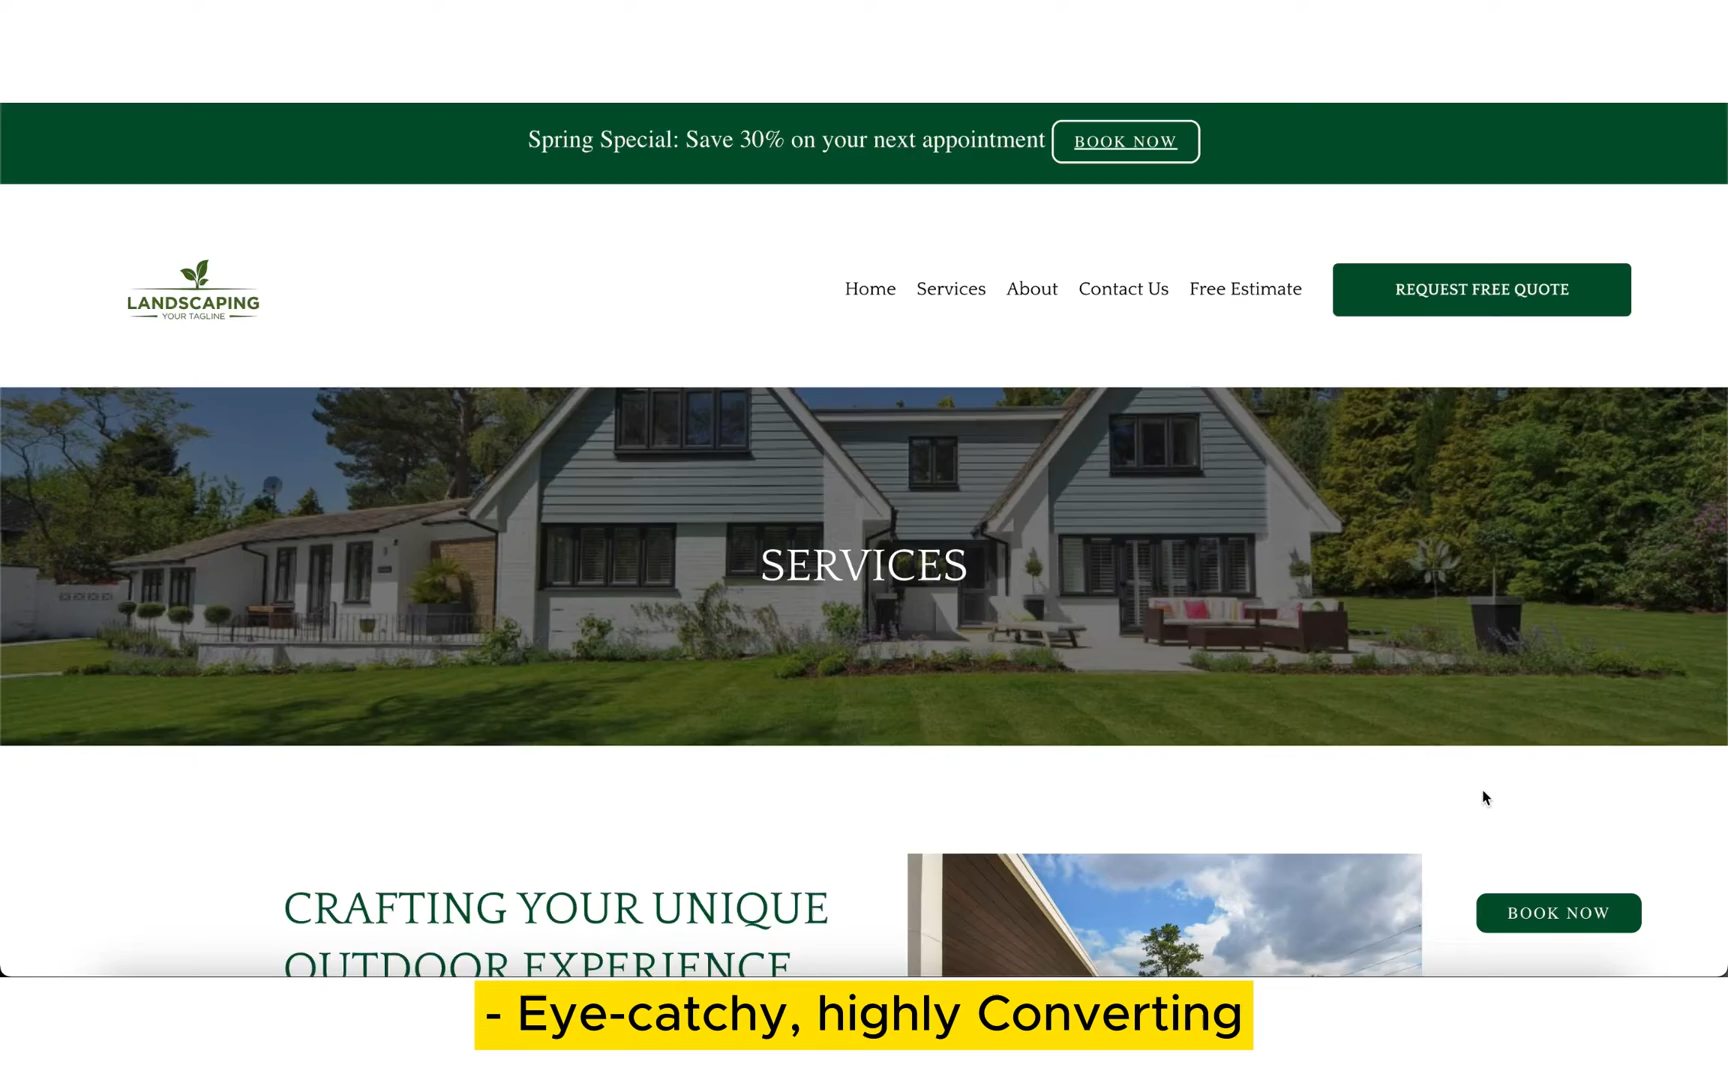 Spring Special: Save 30% on your next appointment BOOK NOW
LANDSCAPING
YOUR TAGLINE
Home Services About Contact Us Free Estimate REQUEST FREE QUOTE
SERVICES
CRAFTING YOUR UNIQUE
OUTDOOR EXPERIENCE
BOOK NOW
- Eye-catchy, highly Converting